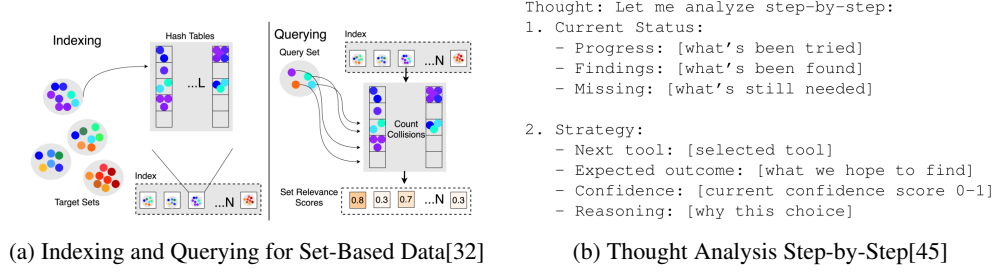 Indexing
Hash Tables
...L
Target Sets
Index
...N
Querying
Query Set
Index
...N
Count
Collisions
Set Relevance
Scores
0.8 0.3 0.7 ...N 0.3
(a) Indexing and Querying for Set-Based Data[32]
Thought: Let me analyze step-by-step:
1. Current Status:
- Progress: [what's been tried]
- Findings: [what's been found]
- Missing: [what's still needed]
2. Strategy:
- Next tool: [selected tool]
- Expected outcome: [what we hope to find]
- Confidence: [current confidence score 0-1]
- Reasoning: [why this choice]
(b) Thought Analysis Step-by-Step[45]